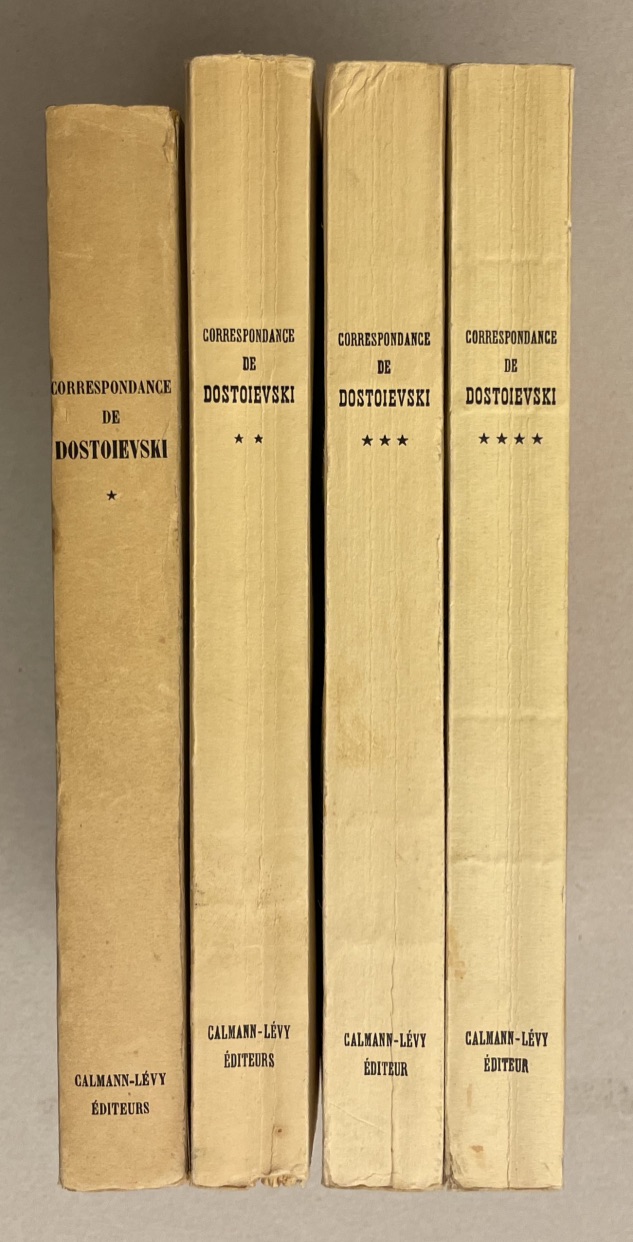 CORRESPONDANCE
DE
DOSTOIEVSKI
★
CALMANN-LÉVY
ÉDITEURS
CORRESPONDANCE
DE
DOSTOIEVSKI
★ ★
CALMANN-LÉVY
ÉDITEURS
CORRESPONDANCE
DE
DOSTOIEVSKI
★ ★ ★
CALMANN-LÉVY
ÉDITEUR
CORRESPONDANCE
DE
DOSTOIEVSKI
★ ★ ★ ★
CALMANN-LÉVY
ÉDITEUR